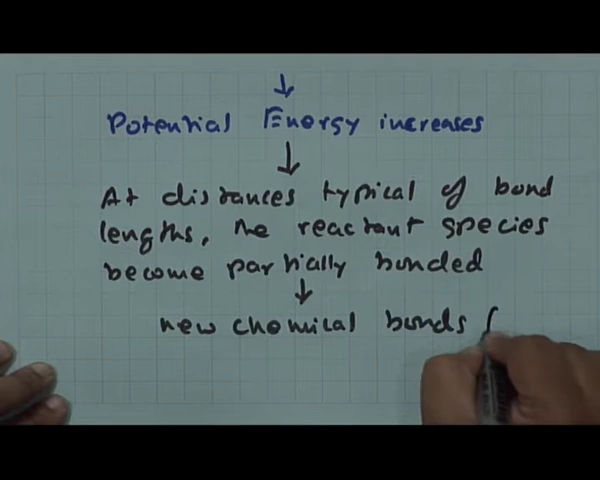 ↓
Potential Energy increases
↓
At distances typical of bond
lengths, the reactant species
become partially bonded
↓
new chemical bonds